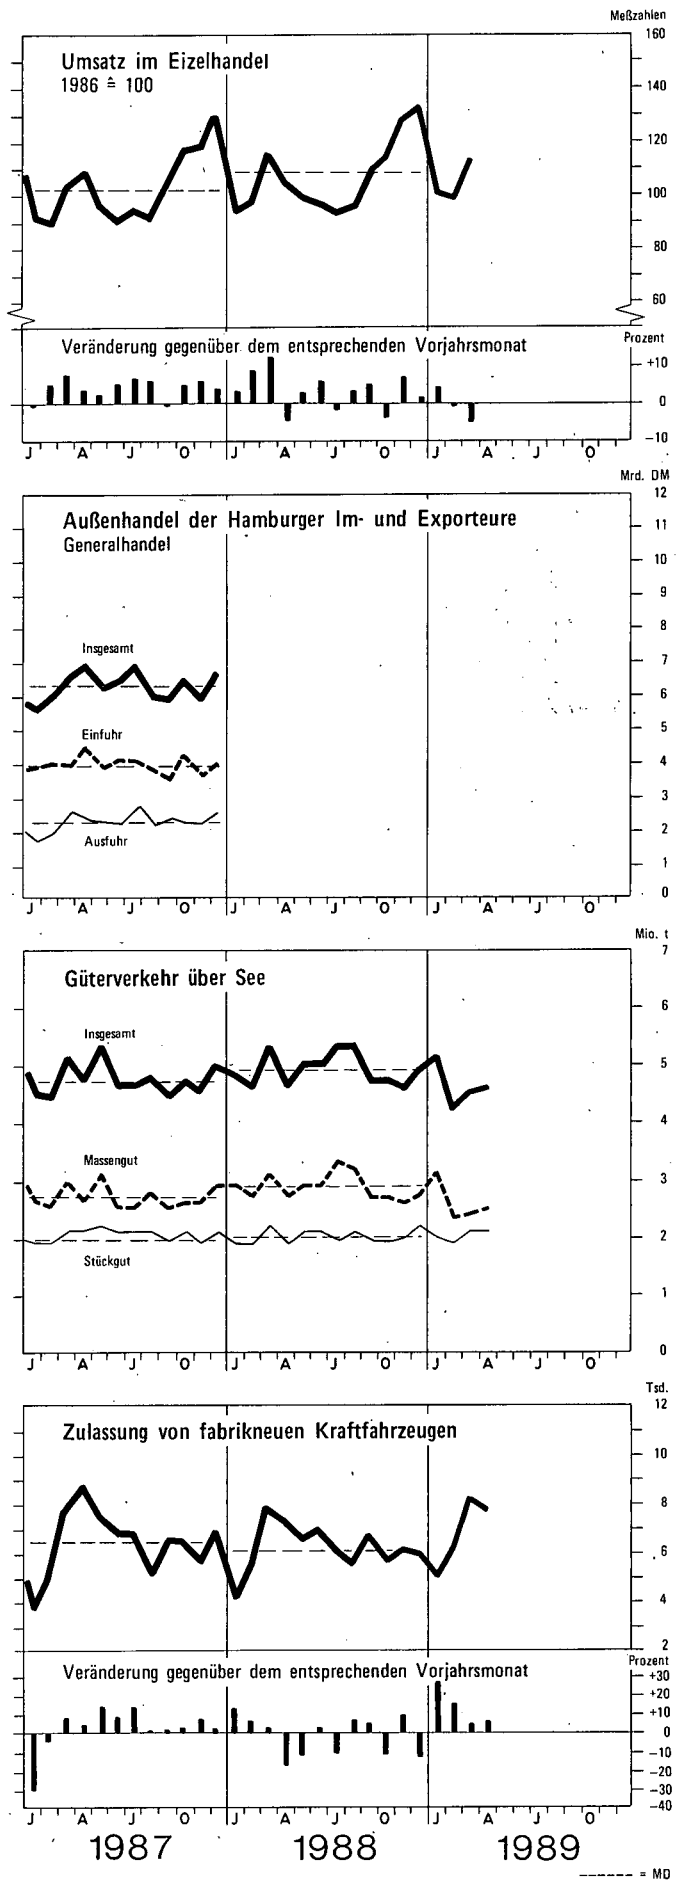 Meßzahlen
160
Umsatz im Eizelhandel
1986 ≙ 100
140
120
100
80
60
Prozent
Veränderung gegenüber dem entsprechenden Vorjahrsmonat
+10
0
−10
J A J O J A J O J A J O
Mrd. DM
12
Außenhandel der Hamburger Im- und Exporteure
11
Generalhandel
10
9
8
Insgesamt
7
6
5
Einfuhr
4
3
2
Ausfuhr
1
0
J A J O J A J O J A J O
Mio. t
7
Güterverkehr über See
6
Insgesamt
5
4
Massengut
3
2
Stückgut
1
0
J A J O J A J O J A J O
Tsd.
12
Zulassung von fabrikneuen Kraftfahrzeugen
10
8
6
4
2
Prozent
Veränderung gegenüber dem entsprechenden Vorjahrsmonat
+30
+20
+10
0
−10
−20
−30
−40
J A J O J A J O J A J O
1987 1988 1989
------- = MD